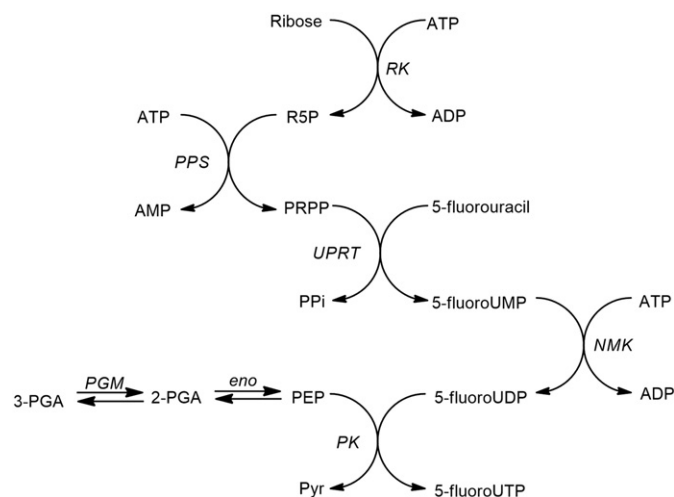 Ribose ATP
RK
ATP R5P ADP
PPS
AMP PRPP 5-fluorouracil
UPRT
PPi 5-fluoroUMP ATP
NMK
3-PGA PGM 2-PGA eno PEP 5-fluoroUDP ADP
PK
Pyr 5-fluoroUTP